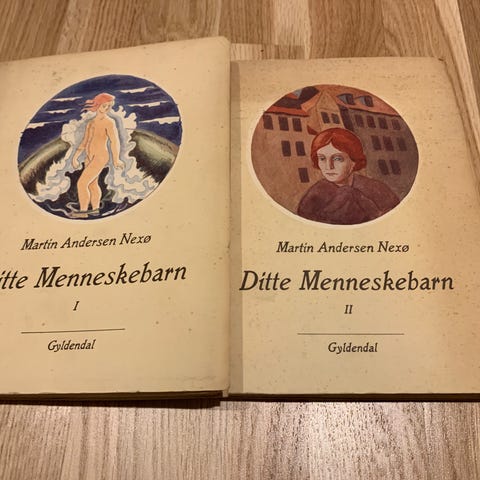 Martin Andersen Nexø
itte Menneskebarn
I
Gyldendal
Martin Andersen Nexø
Ditte Menneskebarn
II
Gyldendal